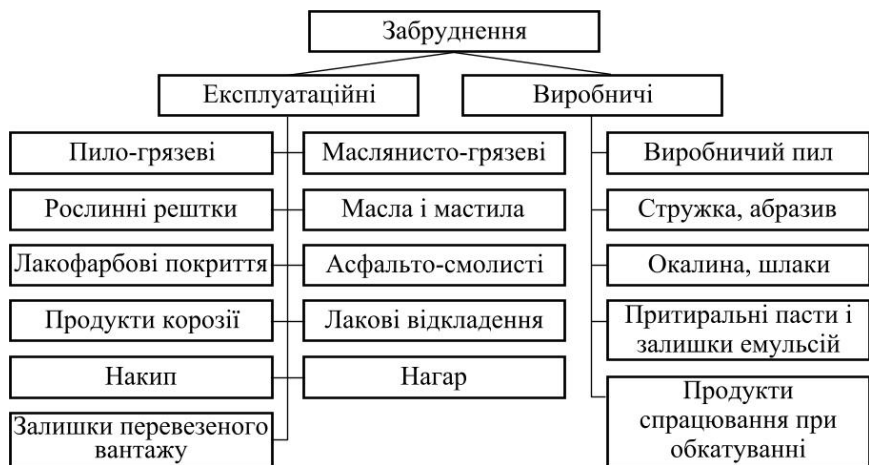 Забруднення
Експлуатаційні
Виробничі
Пило-грязеві
Маслянисто-грязеві
Виробничий пил
Рослинні рештки
Масла і мастила
Стружка, абразив
Лакофарбові покриття
Асфальто-смолисті
Окалина, шлаки
Продукти корозії
Лакові відкладення
Притиральні пасти і
залишки емульсій
Накип
Нагар
Продукти
спрацювання при
обкатуванні
Залишки перевезеного
вантажу